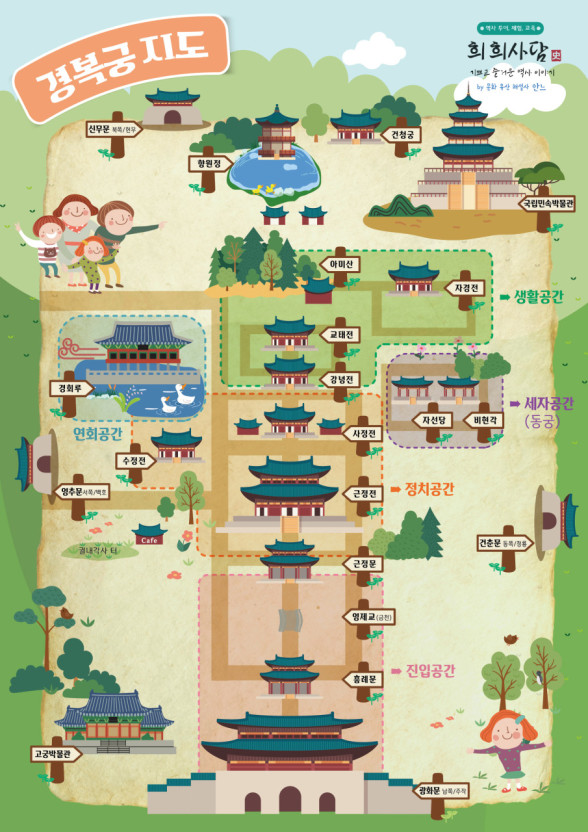 경복궁 지도
역사 투어, 체험, 교육
희희사담
史
기쁘고 즐거운 역사 이야기
by 문화 유산 해설사 얀느
신무문 북쪽/현무
향원정
건청궁
국립민속박물관
아미산
자경전
생활공간
교태전
강녕전
경회루
연회공간
자선당
비현각
세자공간
(동궁)
사정전
수정전
근정전
정치공간
영추문 서쪽/백호
Cafe
궐내각사 터
근정문
건춘문 동쪽/청룡
영제교(금천)
흥례문
진입공간
고궁박물관
광화문 남쪽/주작